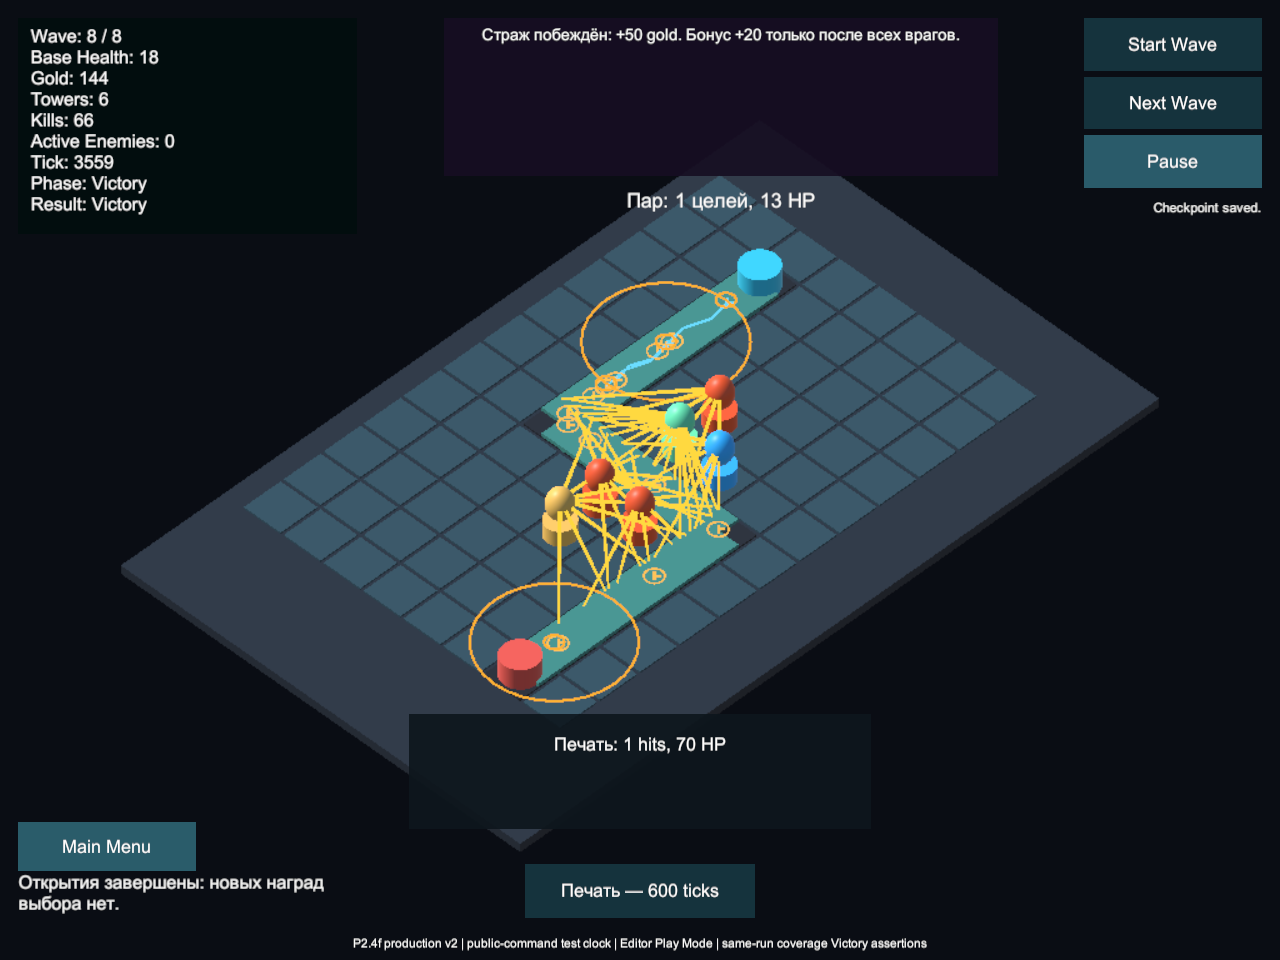 Wave: 8 / 8
Base Health: 18
Gold: 144
Towers: 6
Kills: 66
Active Enemies: 0
Tick: 3559
Phase: Victory
Result: Victory
Страж побеждён: +50 gold. Бонус +20 только после всех врагов.
Start Wave
Next Wave
Pause
Checkpoint saved.
Пар: 1 целей, 13 HP
Печать: 1 hits, 70 HP
Main Menu
Открытия завершены: новых наград
выбора нет.
Печать — 600 ticks
P2.4f production v2 | public-command test clock | Editor Play Mode | same-run coverage Victory assertions